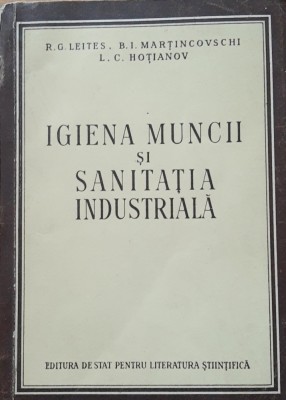 R.G. LEITES, B.I. MARȚINCOVSCHI
L.C. HOȚIANOV
IGIENA MUNCII
ȘI
SANITAȚIA
INDUSTRIALĂ
EDITURA DE STAT PENTRU LITERATURA ȘTIINȚIFICĂ